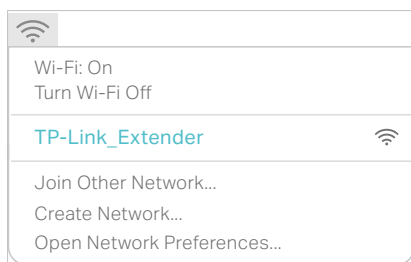 Wi-Fi: On
Turn Wi-Fi Off
TP-Link_Extender
Join Other Network...
Create Network...
Open Network Preferences...